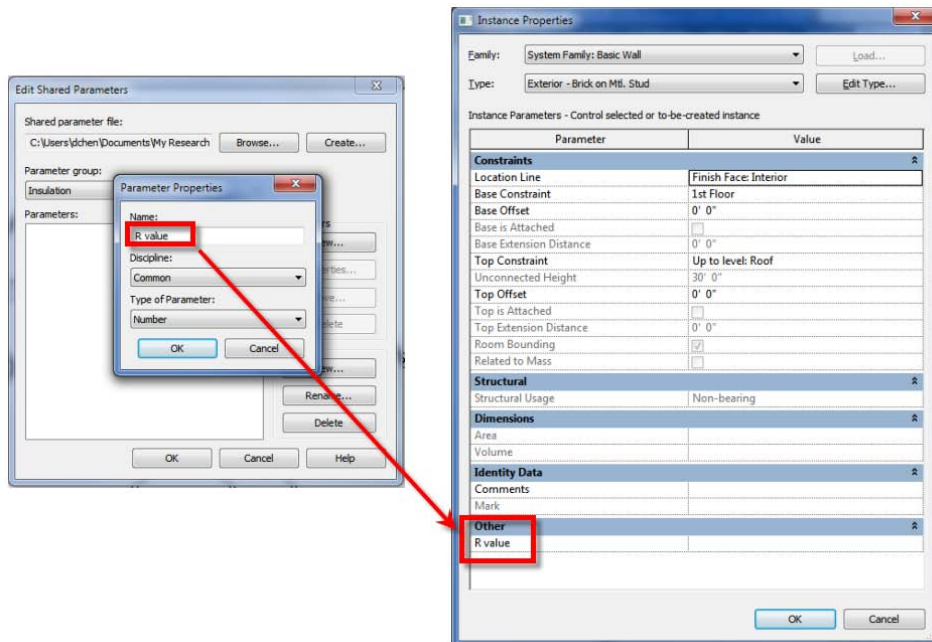 Edit Shared Parameters
Shared parameter file:
C:\Users\dchen\Documents\My Research
Browse...
Create...
Parameter group:
Insulation
Parameters:
Parameter Properties
Name:
R value
Discipline:
Common
Type of Parameter:
Number
OK
Cancel
Rename...
Delete
OK
Cancel
Help
Instance Properties
Family:
System Family: Basic Wall
Load...
Type:
Exterior - Brick on Mtl. Stud
Edit Type...
Instance Parameters - Control selected or to-be-created instance
Parameter Value
Constraints
Location Line Finish Face: Interior
Base Constraint 1st Floor
Base Offset 0' 0"
Base is Attached
Base Extension Distance 0' 0"
Top Constraint Up to level: Roof
Unconnected Height 30' 0"
Top Offset 0' 0"
Top is Attached
Top Extension Distance 0' 0"
Room Bounding
Related to Mass
Structural
Structural Usage Non-bearing
Dimensions
Area
Volume
Identity Data
Comments
Mark
Other
R value
OK
Cancel